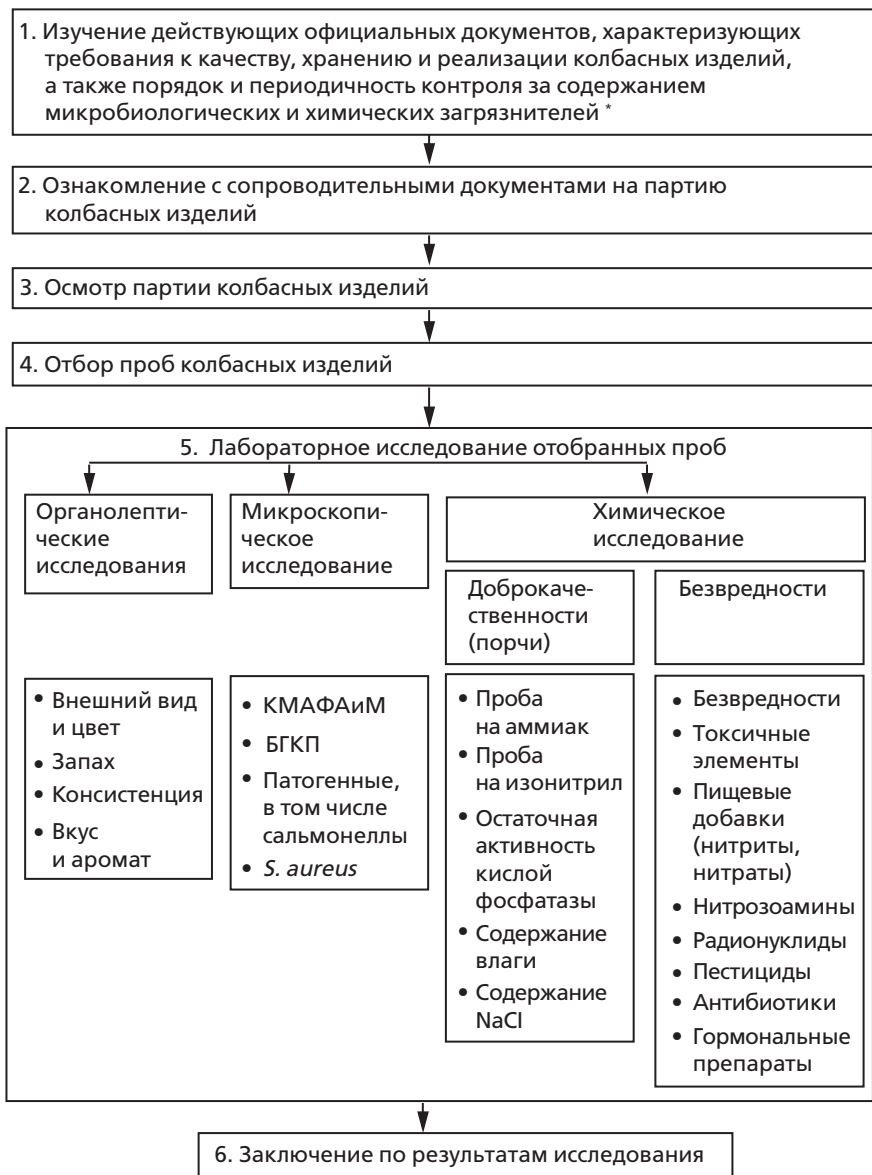 1. Изучение действующих официальных документов, характеризующих
требования к качеству, хранению и реализации колбасных изделий,
а также порядок и периодичность контроля за содержанием
микробиологических и химических загрязнителей *
2. Ознакомление с сопроводительными документами на партию
колбасных изделий
3. Осмотр партии колбасных изделий
4. Отбор проб колбасных изделий
5. Лабораторное исследование отобранных проб
Органолепти-
ческие
исследования
Микроскопи-
ческое
исследование
Химическое
исследование
Доброкаче-
ственности
(порчи)
Безвредности
• Внешний вид
и цвет
• Запах
• Консистенция
• Вкус
и аромат
• КМАФАиМ
• БГКП
• Патогенные,
в том числе
сальмонеллы
• S. aureus
• Проба
на аммиак
• Проба
на изонитрил
• Остаточная
активность
кислой
фосфатазы
• Содержание
влаги
• Содержание
NaCl
• Безвредности
• Токсичные
элементы
• Пищевые
добавки
(нитриты,
нитраты)
• Нитрозоамины
• Радионуклиды
• Пестициды
• Антибиотики
• Гормональные
препараты
6. Заключение по результатам исследования